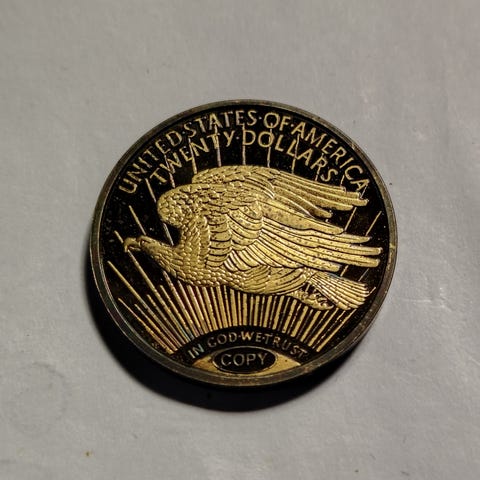 UNITED·STATES·OF·AMERICA
TWENTY·DOLLARS
IN·GOD·WE·TRUST
COPY